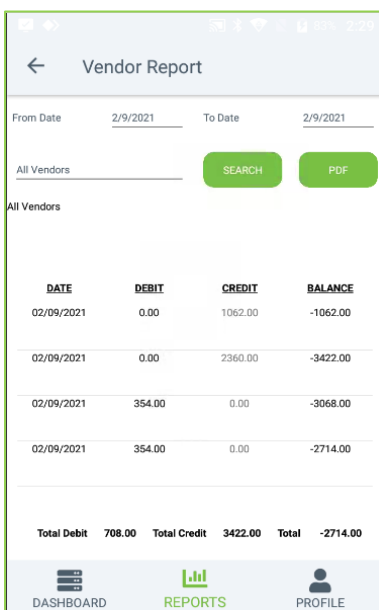 83% 2:29
Vendor Report
From Date 2/9/2021 To Date 2/9/2021
All Vendors SEARCH PDF
All Vendors
DATE DEBIT CREDIT BALANCE
02/09/2021 0.00 1062.00 -1062.00
02/09/2021 0.00 2360.00 -3422.00
02/09/2021 354.00 0.00 -3068.00
02/09/2021 354.00 0.00 -2714.00
Total Debit 708.00 Total Credit 3422.00 Total -2714.00
DASHBOARD REPORTS PROFILE